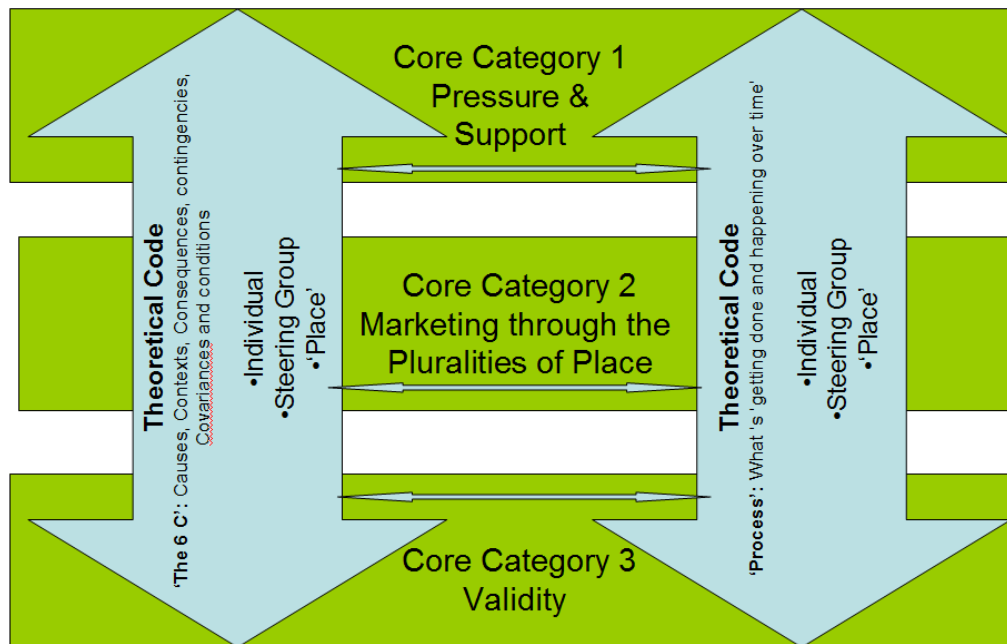 Core Category 1
Pressure &
Support
Theoretical Code
‘The 6 C’: Causes, Contexts, Consequences, contingencies,
Covariances and conditions
•Individual
•Steering Group
•‘Place’
Core Category 2
Marketing through the
Pluralities of Place
Theoretical Code
‘Process’: What 's 'getting done and happening over time'
•Individual
•Steering Group
•‘Place’
Core Category 3
Validity